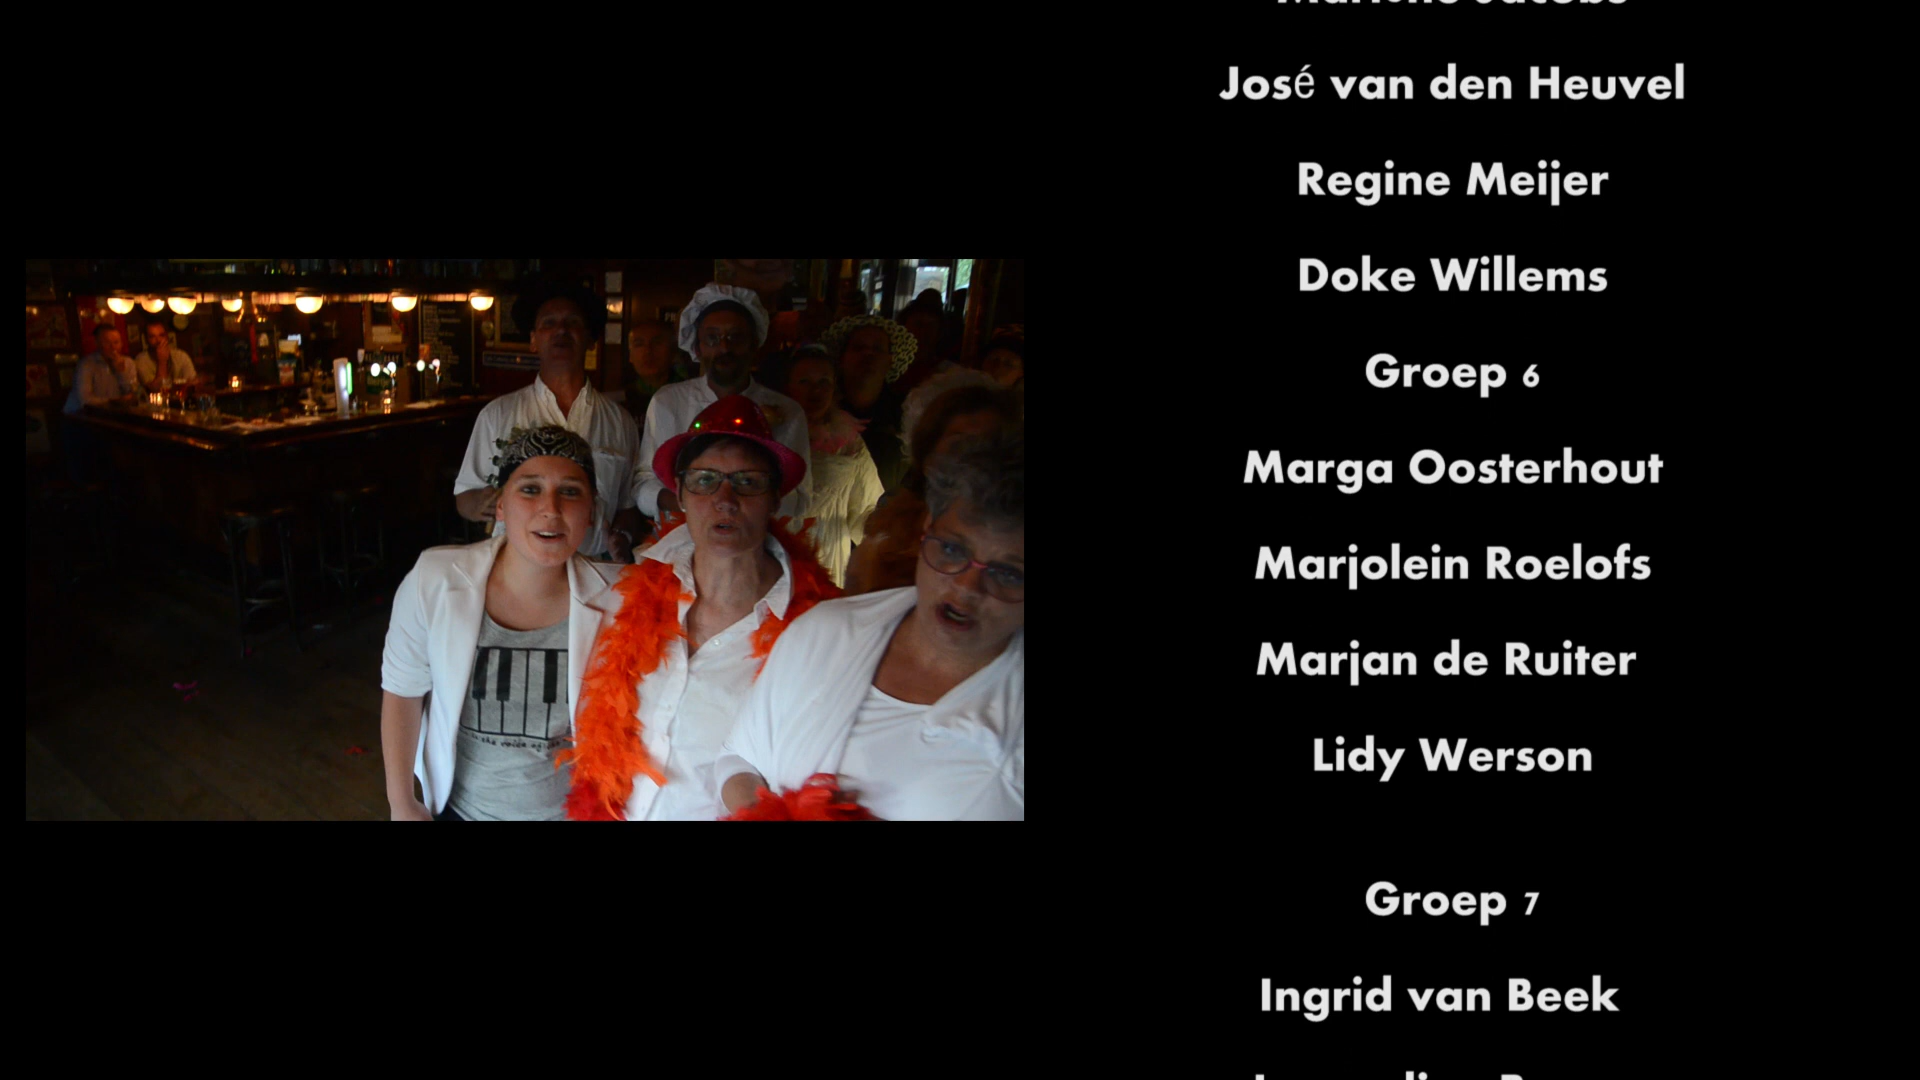 José van den Heuvel
Regine Meijer
Doke Willems
Groep 6
Marga Oosterhout
Marjolein Roelofs
Marjan de Ruiter
Lidy Werson
Groep 7
Ingrid van Beek